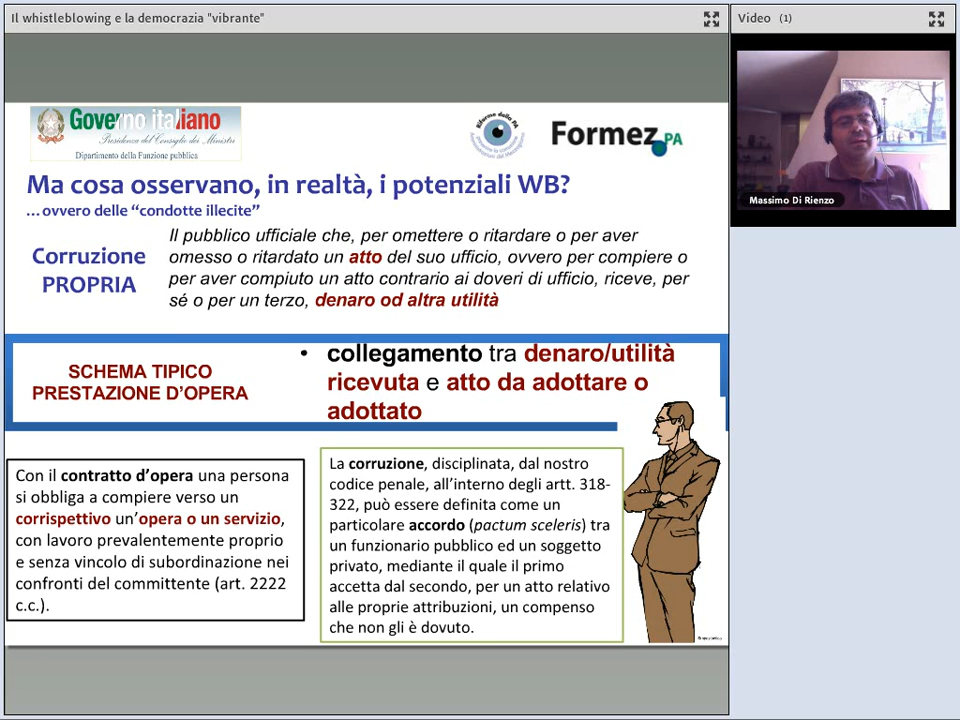 Il whistleblowing e la democrazia "vibrante"
Video (1)
Massimo Di Rienzo
Governo italiano
Presidenza del Consiglio dei Ministri
Dipartimento della Funzione pubblica
Riforme della PA
Formez PA
Ma cosa osservano, in realtà, i potenziali WB?
…ovvero delle “condotte illecite”
Corruzione
PROPRIA
Il pubblico ufficiale che, per omettere o ritardare o per aver
omesso o ritardato un atto del suo ufficio, ovvero per compiere o
per aver compiuto un atto contrario ai doveri di ufficio, riceve, per
sé o per un terzo, denaro od altra utilità
SCHEMA TIPICO
PRESTAZIONE D’OPERA
• collegamento tra denaro/utilità
ricevuta e atto da adottare o
adottato
Con il contratto d’opera una persona
si obbliga a compiere verso un
corrispettivo un’opera o un servizio,
con lavoro prevalentemente proprio
e senza vincolo di subordinazione nei
confronti del committente (art. 2222
c.c.).
La corruzione, disciplinata, dal nostro
codice penale, all’interno degli artt. 318-
322, può essere definita come un
particolare accordo (pactum sceleris) tra
un funzionario pubblico ed un soggetto
privato, mediante il quale il primo
accetta dal secondo, per un atto relativo
alle proprie attribuzioni, un compenso
che non gli è dovuto.